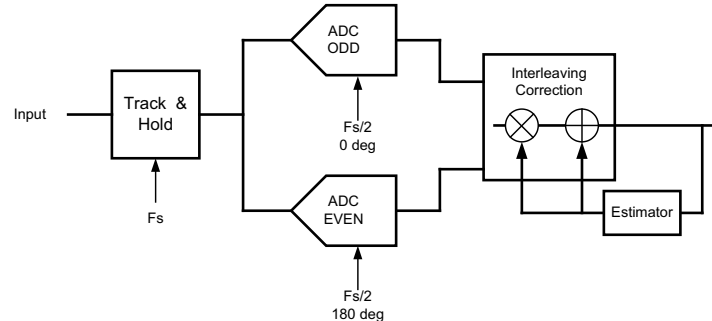 Input
Track &
Hold
Fs
ADC
ODD
Fs/2
0 deg
ADC
EVEN
Fs/2
180 deg
Interleaving
Correction
Estimator